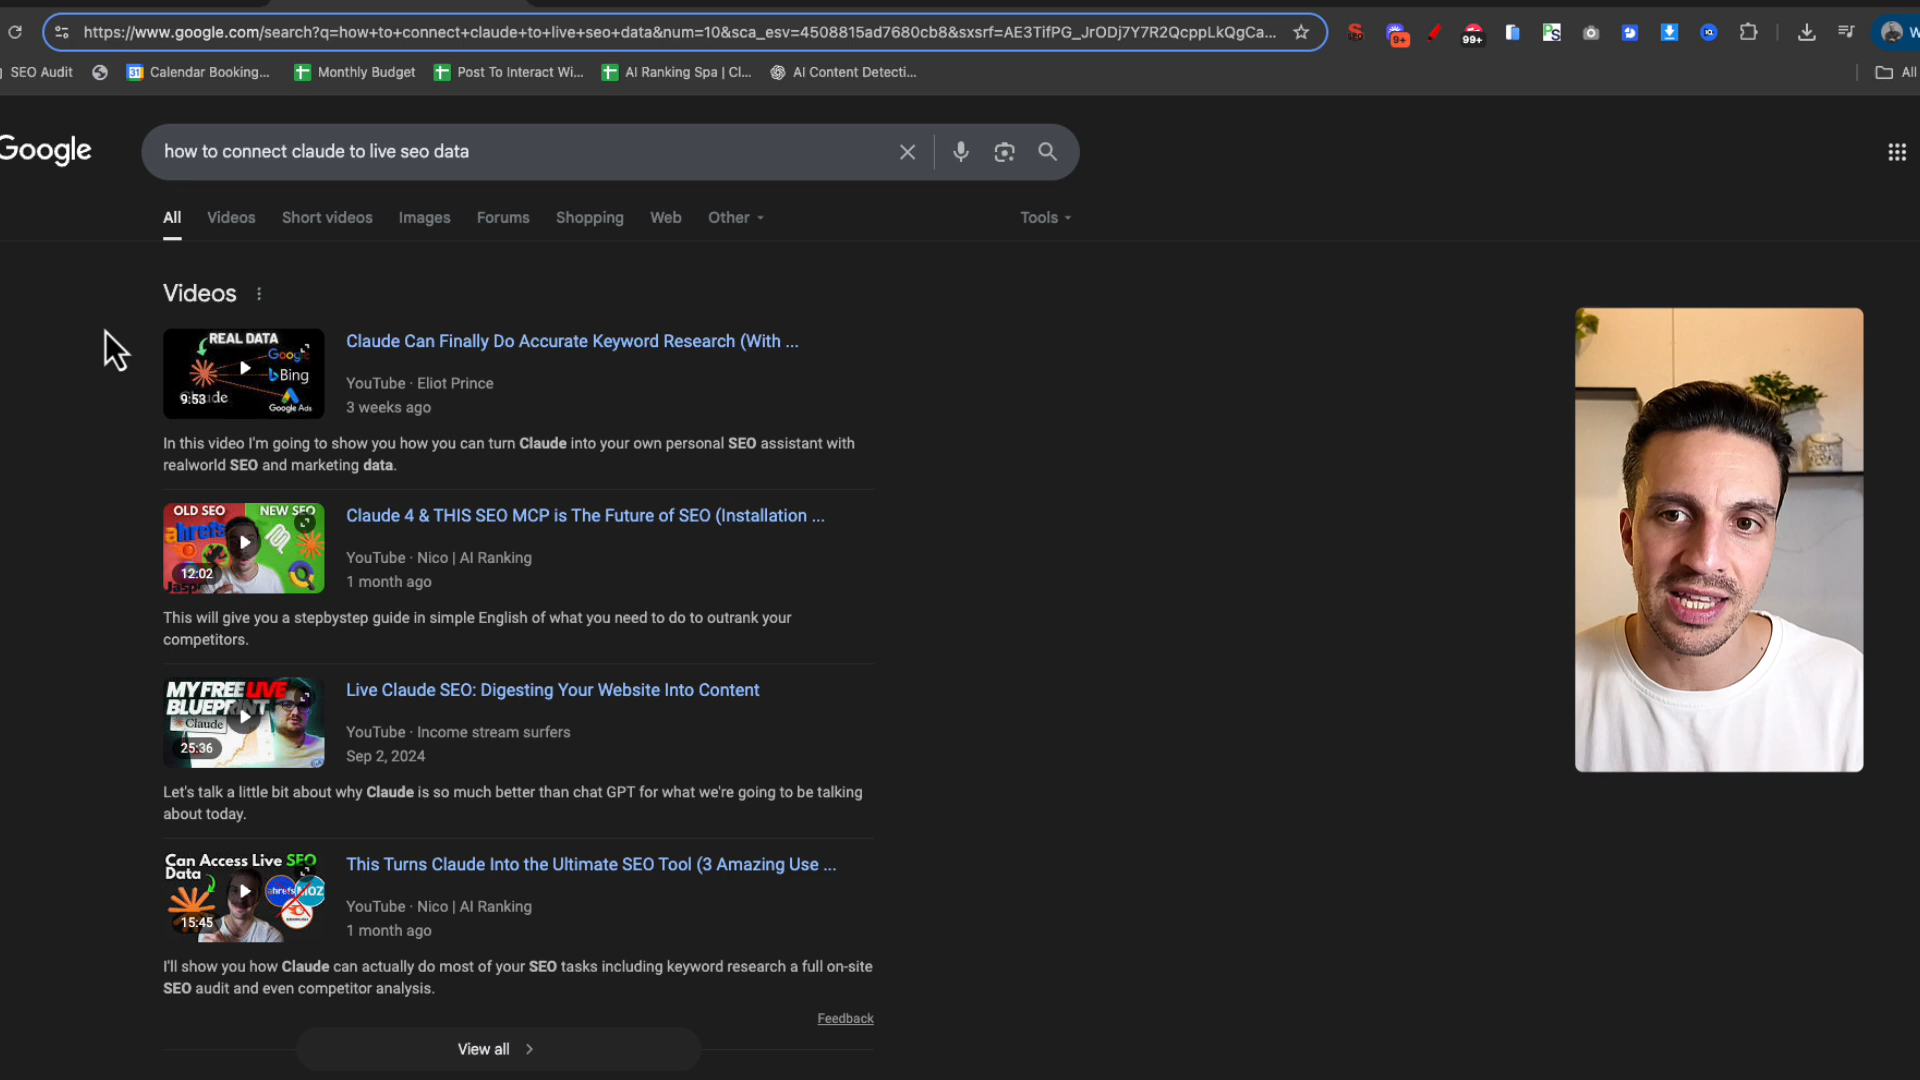 https://www.google.com/search?q=how+to+connect+claude+to+live+seo+data&num=10&sca_esv=4508815ad7680cb8&sxsrf=AE3TifPG_JrODj7Y7R2QcppLkQgCa...
9+
99+
W
SEO Audit
Calendar Booking...
Monthly Budget
Post To Interact Wi...
AI Ranking Spa | Cl...
AI Content Detecti...
All
Google
how to connect claude to live seo data
All
Videos
Short videos
Images
Forums
Shopping
Web
Other
Tools
Videos
REAL DATA
Google
Bing
Google Ads
9:53
Claude Can Finally Do Accurate Keyword Research (With ...
YouTube · Eliot Prince
3 weeks ago
In this video I'm going to show you how you can turn Claude into your own personal SEO assistant with
realworld SEO and marketing data.
OLD SEO
NEW SEO
ahrefs
12:02
Claude 4 & THIS SEO MCP is The Future of SEO (Installation ...
YouTube · Nico | AI Ranking
1 month ago
This will give you a stepbystep guide in simple English of what you need to do to outrank your
competitors.
MY FREE LIVE
BLUEPRINT
Claude
25:36
Live Claude SEO: Digesting Your Website Into Content
YouTube · Income stream surfers
Sep 2, 2024
Let's talk a little bit about why Claude is so much better than chat GPT for what we're going to be talking
about today.
Can Access Live SEO
Data
ahrefs
MOZ
15:45
This Turns Claude Into the Ultimate SEO Tool (3 Amazing Use ...
YouTube · Nico | AI Ranking
1 month ago
I'll show you how Claude can actually do most of your SEO tasks including keyword research a full on-site
SEO audit and even competitor analysis.
Feedback
View all